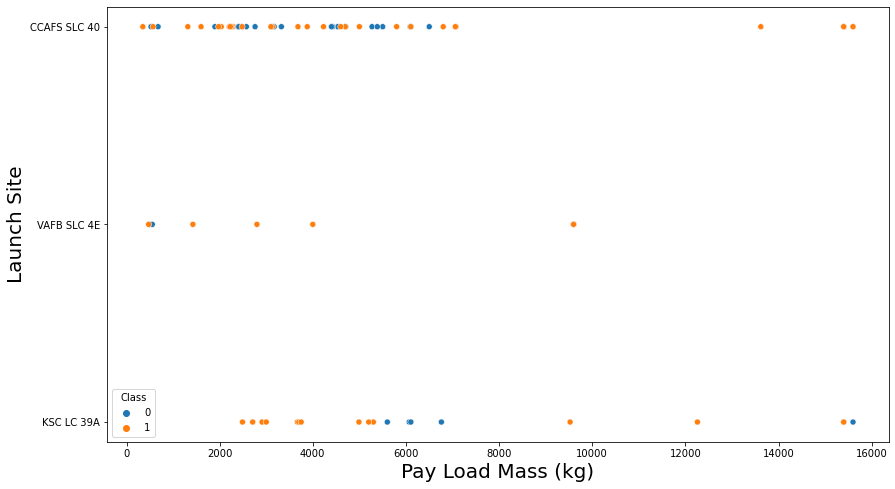 CCAFS SLC 40
VAFB SLC 4E
KSC LC 39A
Launch Site
Class
0
1
0 2000 4000 6000 8000 10000 12000 14000 16000
Pay Load Mass (kg)